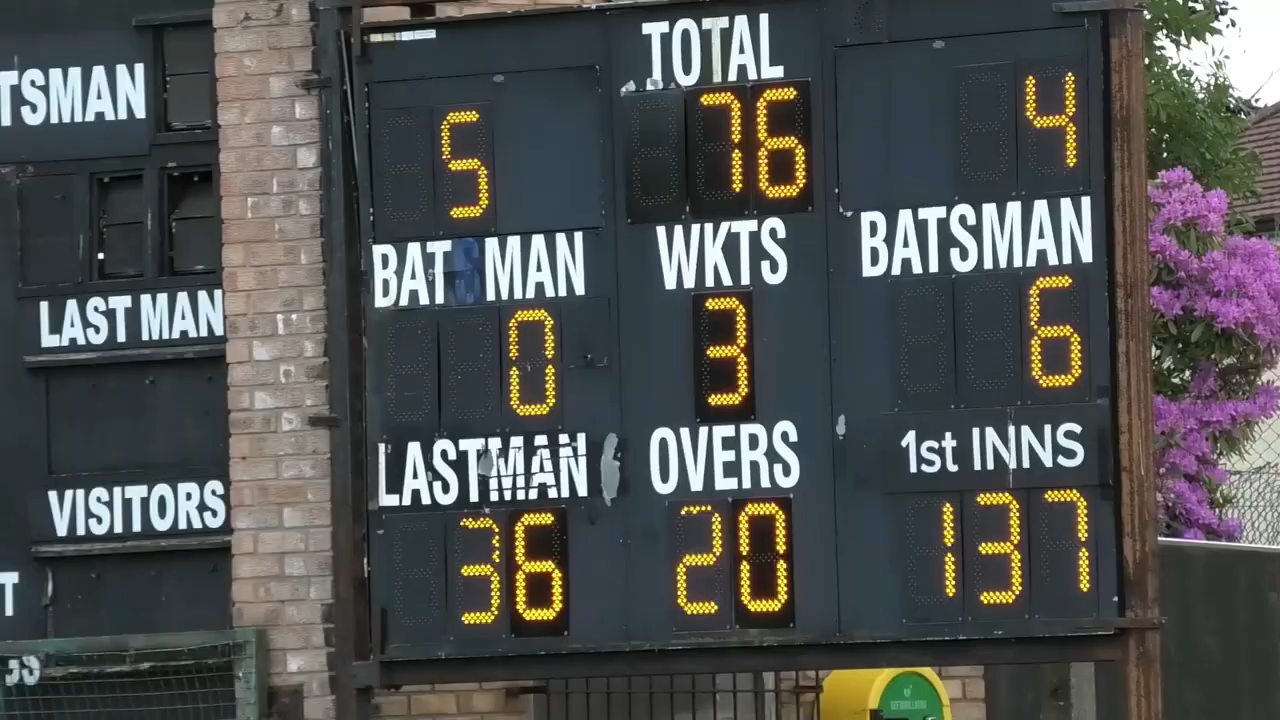 TOTAL
5 76 4
BAT MAN WKTS BATSMAN
0 3 6
LASTMAN OVERS 1st INNS
36 20 137
TSMAN
LAST MAN
VISITORS
T